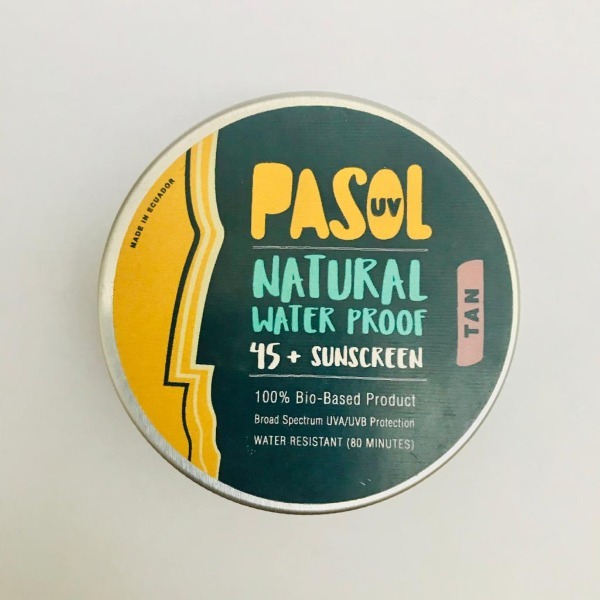 MADE IN ECUADOR
PASOL
UV
NATURAL
WATER PROOF
45 + SUNSCREEN
TAN
100% Bio-Based Product
Broad Spectrum UVA/UVB Protection
WATER RESISTANT (80 MINUTES)